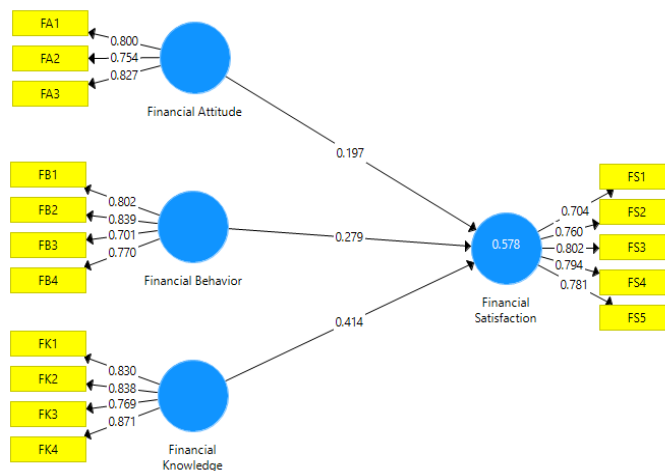 FA1
0.800
FA2
0.754
FA3
0.827
Financial Attitude
0.197
FB1
0.802
FB2
0.839
FB3
0.701
FB4
0.770
Financial Behavior
0.279
FK1
0.830
FK2
0.838
FK3
0.769
FK4
0.871
Financial
Knowledge
0.414
0.578
Financial
Satisfaction
FS1
0.704
FS2
0.760
FS3
0.802
FS4
0.794
FS5
0.781